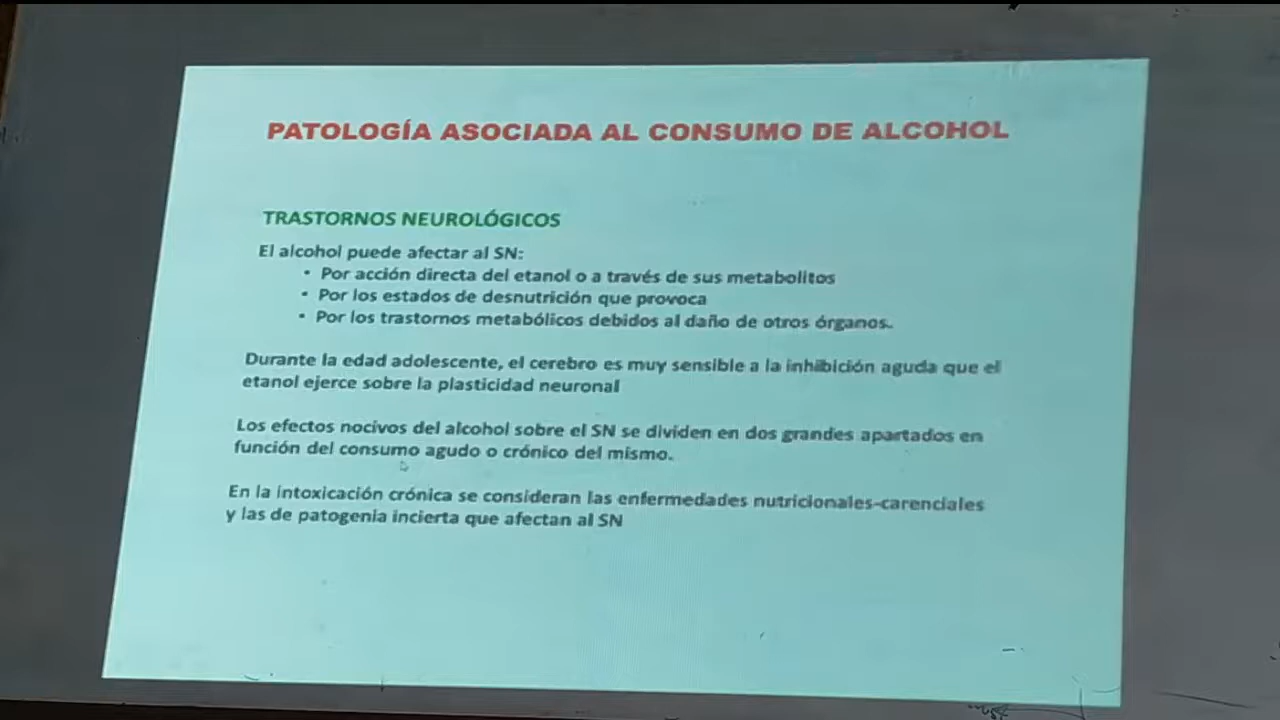 PATOLOGÍA ASOCIADA AL CONSUMO DE ALCOHOL
TRASTORNOS NEUROLÓGICOS
El alcohol puede afectar al SN:
• Por acción directa del etanol o a través de sus metabolitos
• Por los estados de desnutrición que provoca
• Por los trastornos metabólicos debidos al daño de otros órganos.
Durante la edad adolescente, el cerebro es muy sensible a la inhibición aguda que el
etanol ejerce sobre la plasticidad neuronal
Los efectos nocivos del alcohol sobre el SN se dividen en dos grandes apartados en
función del consumo agudo o crónico del mismo.
En la intoxicación crónica se consideran las enfermedades nutricionales-carenciales
y las de patogenia incierta que afectan al SN